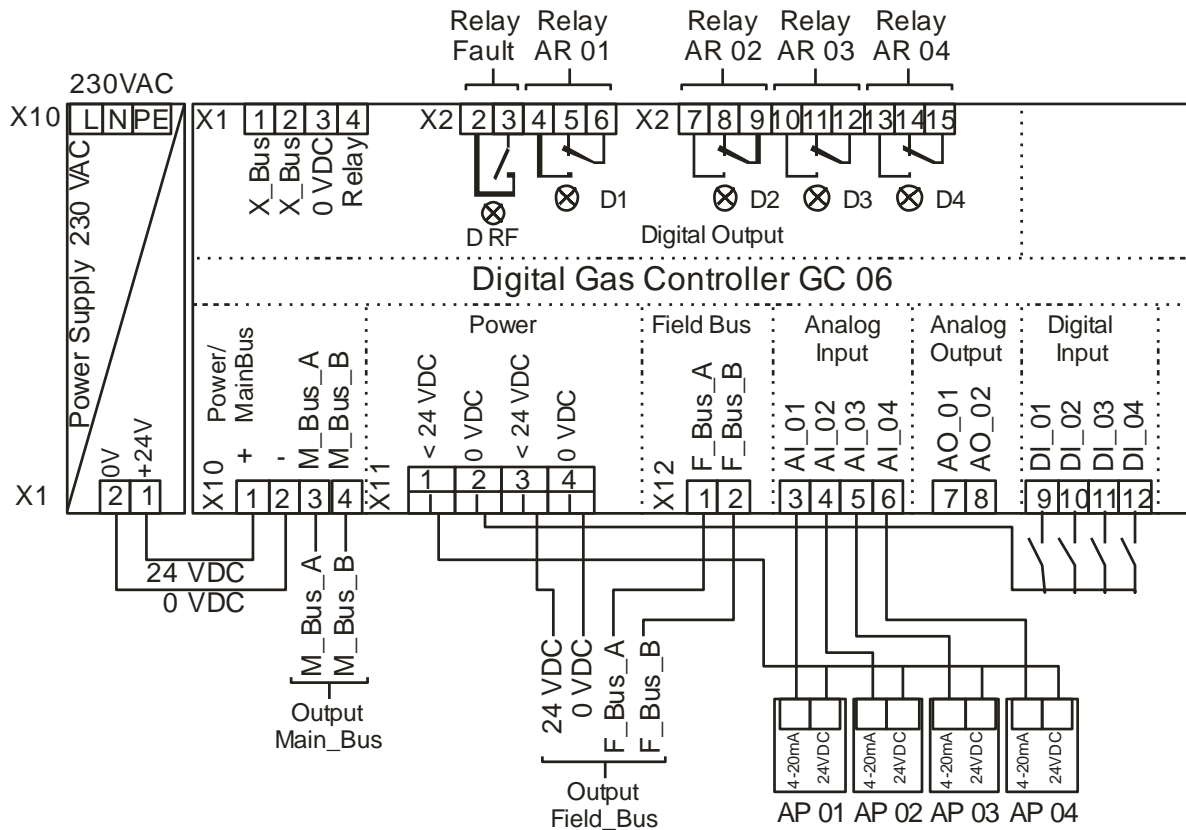 Relay Fault
Relay AR 01
Relay AR 02
Relay AR 03
Relay AR 04
230VAC
X10 L N PE
X1 1 2 3 4
X2 2 3 4 5 6
X2 7 8 9 10 11 12 13 14 15
X_Bus
X_Bus
0 VDC
Relay
D RF
D1
D2
D3
D4
Digital Output
Power Supply 230 VAC
Digital Gas Controller GC 06
Power/
MainBus
Power
Field Bus
Analog
Input
Analog
Output
Digital
Input
0V
+24V
+
-
M_Bus_A
M_Bus_B
< 24 VDC
0 VDC
< 24 VDC
0 VDC
F_Bus_A
F_Bus_B
AI_01
AI_02
AI_03
AI_04
AO_01
AO_02
DI_01
DI_02
DI_03
DI_04
X1 2 1
X10 1 2 3 4
X11 1 2 3 4
X12 1 2
3 4 5 6
7 8
9 10 11 12
24 VDC
0 VDC
M_Bus_A
M_Bus_B
Output
Main_Bus
24 VDC
0 VDC
F_Bus_A
F_Bus_B
Output
Field_Bus
4-20mA
24VDC
4-20mA
24VDC
4-20mA
24VDC
4-20mA
24VDC
AP 01 AP 02 AP 03 AP 04